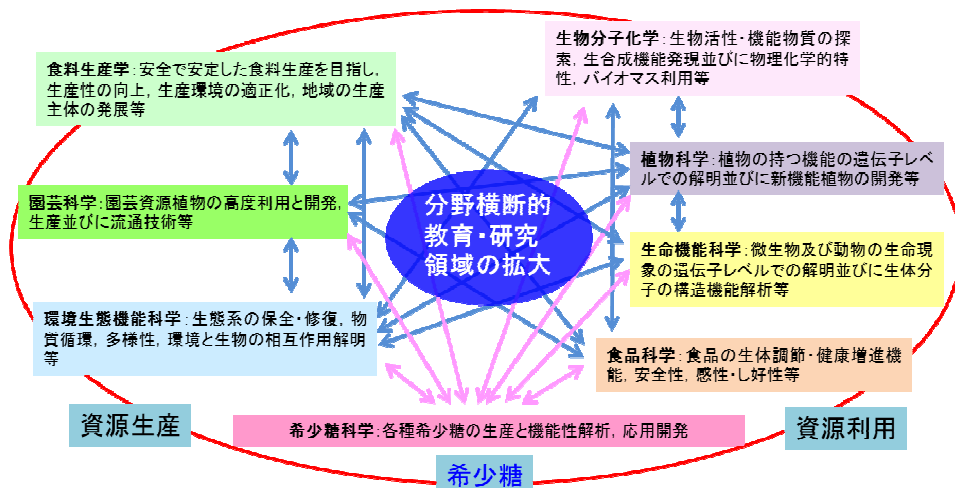 食料生産学：安全で安定した食料生産を目指し，
生産性の向上，生産環境の適正化，地域の生産
主体の発展等
生物分子化学：生物活性・機能物質の探
索，生合成機能発現並びに物理化学的特
性，バイオマス利用等
植物科学：植物の持つ機能の遺伝子レベ
ルでの解明並びに新機能植物の開発等
園芸科学：園芸資源植物の高度利用と開発，
生産並びに流通技術等
分野横断的
教育・研究
領域の拡大
生命機能科学：微生物及び動物の生命現
象の遺伝子レベルでの解明並びに生体分
子の構造機能解析等
環境生態機能科学：生態系の保全・修復，物
質循環，多様性，環境と生物の相互作用解明
等
食品科学：食品の生体調節・健康増進機
能，安全性，感性・し好性等
資源生産
希少糖科学：各種希少糖の生産と機能性解析，応用開発
資源利用
希少糖